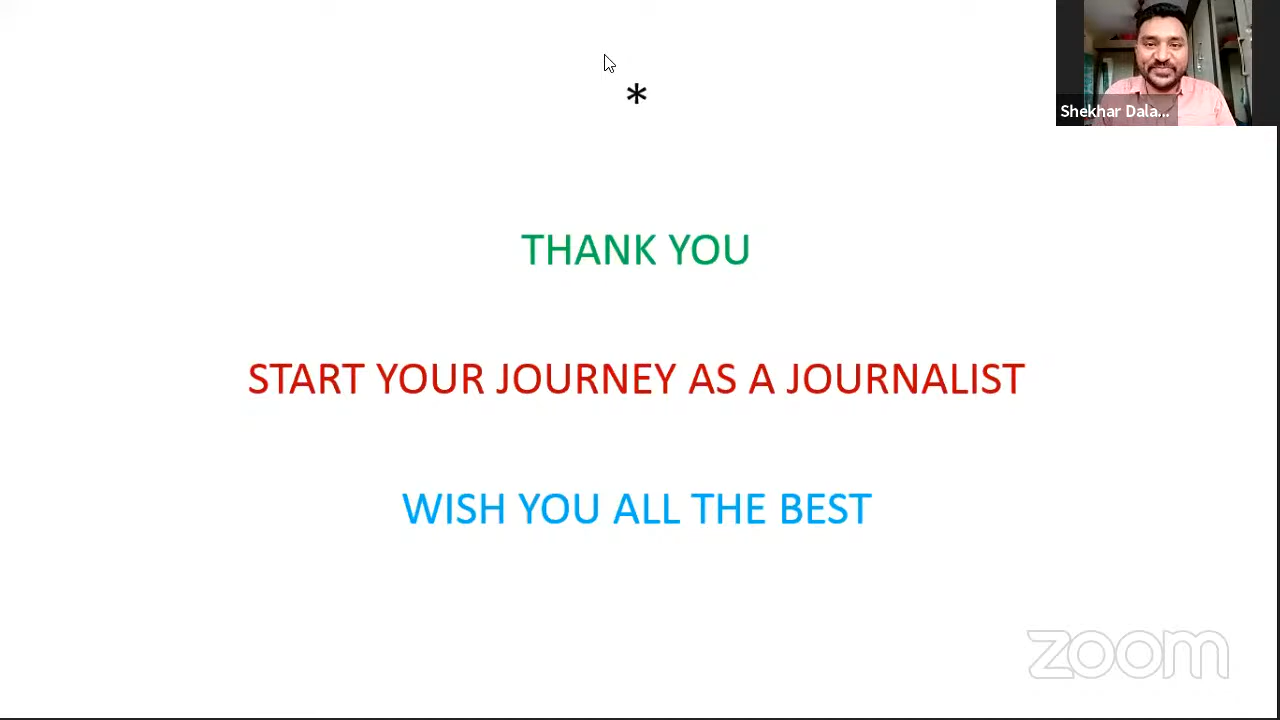 *
Shekhar Dala...
THANK YOU
START YOUR JOURNEY AS A JOURNALIST
WISH YOU ALL THE BEST
zoom